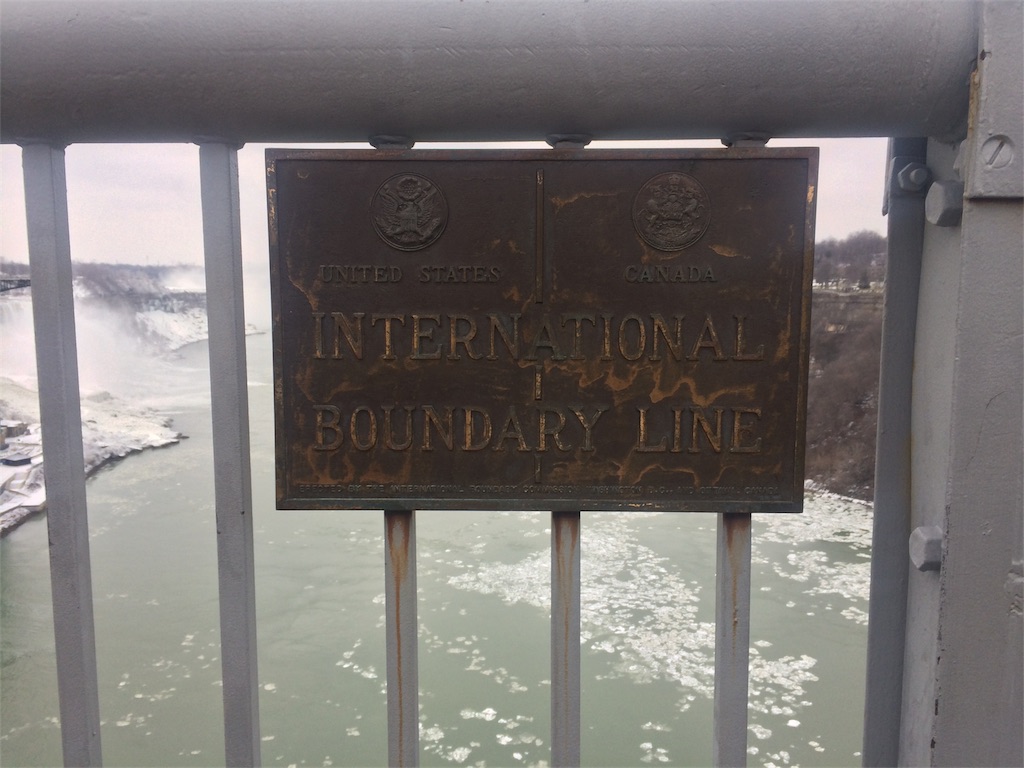 UNITED STATES CANADA
INTERNATIONAL
BOUNDARY LINE